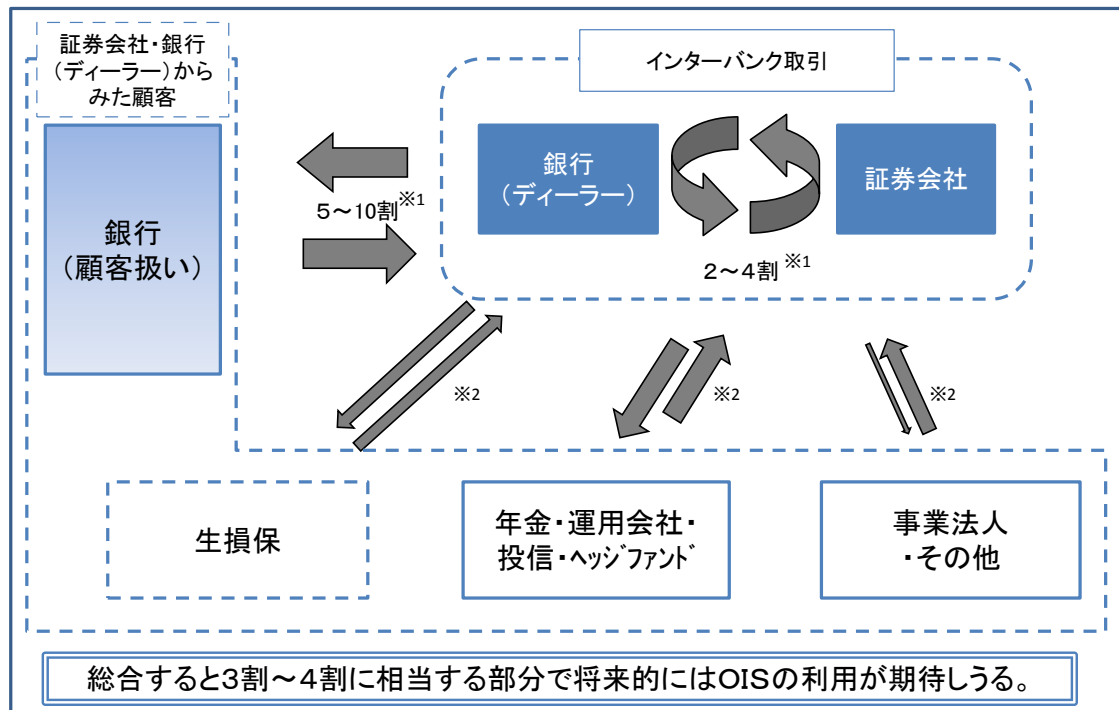 証券会社・銀行
(ディーラー)から
みた顧客
インターバンク取引
銀行
(ディーラー)
証券会社
5～10割※1
銀行
(顧客扱い)
2～4割※1
※2
※2
※2
生損保
年金・運用会社・
投信・ﾍｯｼﾞﾌｧﾝﾄﾞ
事業法人
・その他
総合すると3割～4割に相当する部分で将来的にはOISの利用が期待しうる。